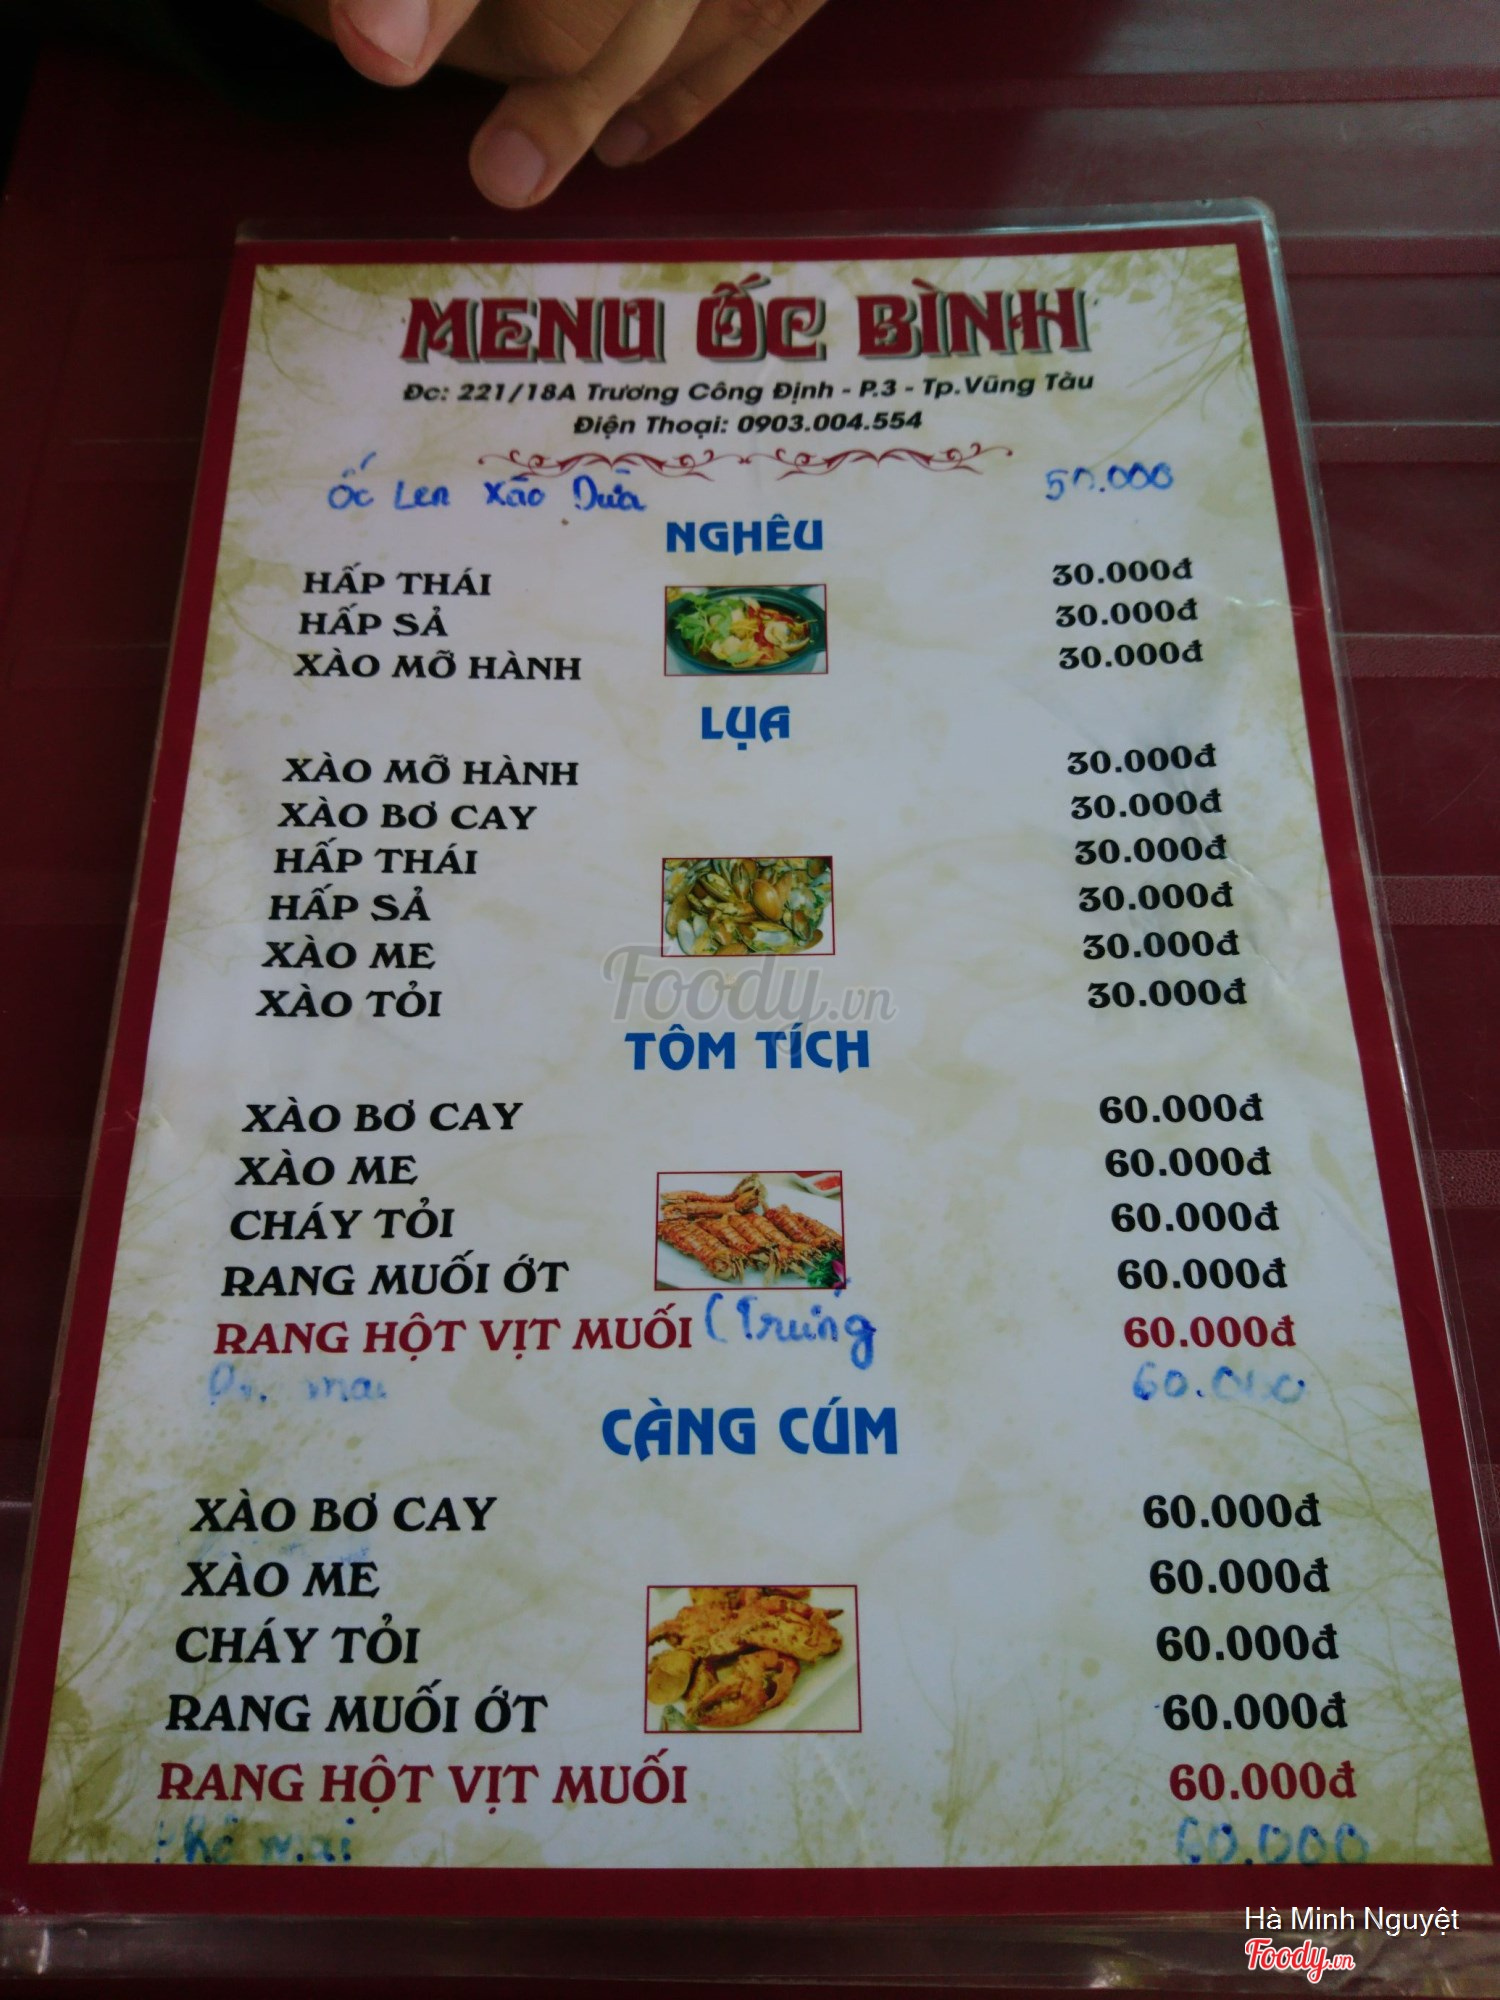 MENU ỐC BÌNH
Đc: 221/18A Trương Công Định - P.3 - Tp.Vũng Tàu
Điện Thoại: 0903.004.554
Ốc Len Xào Dừa 50.000
NGHÊU
HẤP THÁI 30.000đ
HẤP SẢ 30.000đ
XÀO MỠ HÀNH 30.000đ
LỤA
XÀO MỠ HÀNH 30.000đ
XÀO BƠ CAY 30.000đ
HẤP THÁI 30.000đ
HẤP SẢ 30.000đ
XÀO ME 30.000đ
XÀO TỎI 30.000đ
Foody.vn
TÔM TÍCH
XÀO BƠ CAY 60.000đ
XÀO ME 60.000đ
CHÁY TỎI 60.000đ
RANG MUỐI ỚT 60.000đ
RANG HỘT VỊT MUỐI (Trứng 60.000đ
mai 60.000
CÀNG CÚM
XÀO BƠ CAY 60.000đ
XÀO ME 60.000đ
CHÁY TỎI 60.000đ
RANG MUỐI ỚT 60.000đ
RANG HỘT VỊT MUỐI 60.000đ
Phô mai 60.000
Hà Minh Nguyệt
Foody.vn